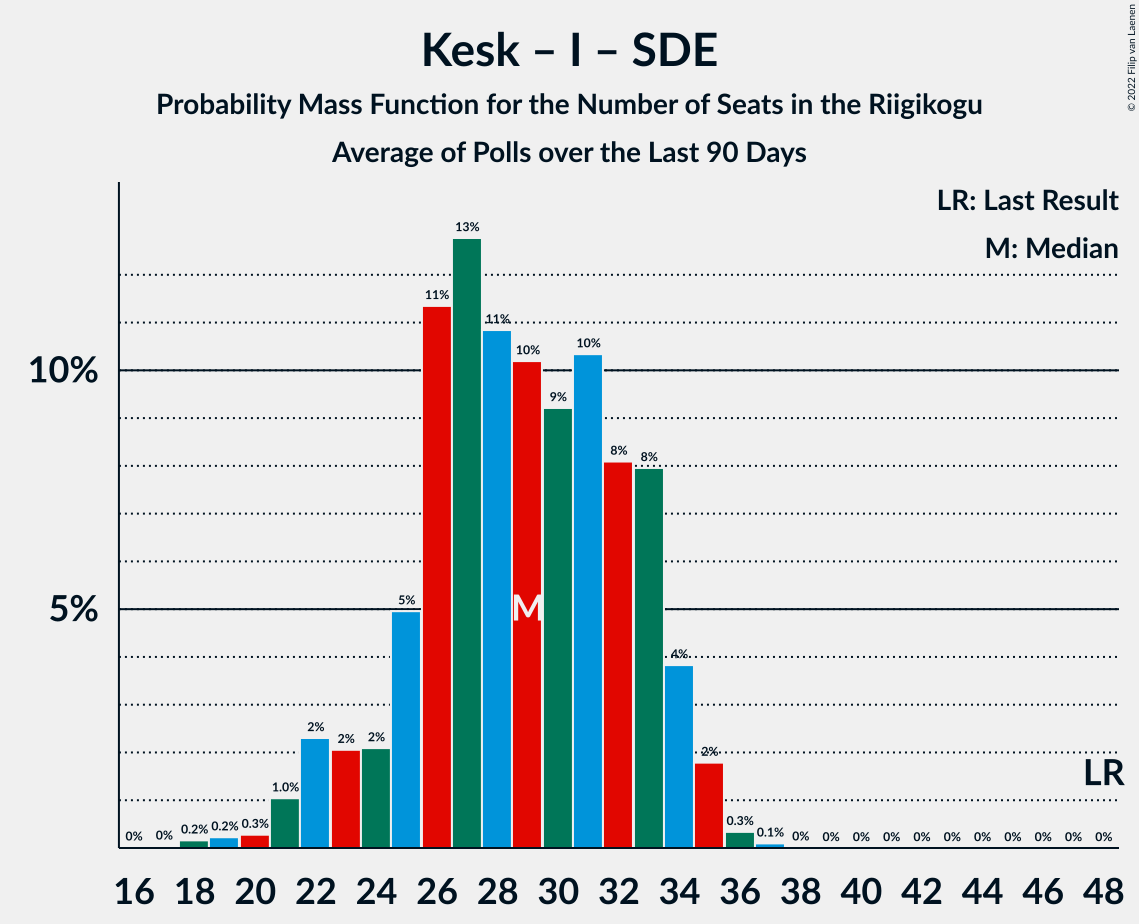 Kesk – I – SDE
Probability Mass Function for the Number of Seats in the Riigikogu
Average of Polls over the Last 90 Days
© 2022 Filip van Laenen
LR: Last Result
M: Median
10%
5%
0% 0% 0.2% 0.2% 0.3% 1.0% 2% 2% 2% 5% 11% 13% 11% 10% 9% 10% 8% 8% 4% 2% 0.3% 0.1% 0% 0% 0% 0% 0% 0% 0% 0% 0% 0% 0%
M
LR
16 18 20 22 24 26 28 30 32 34 36 38 40 42 44 46 48